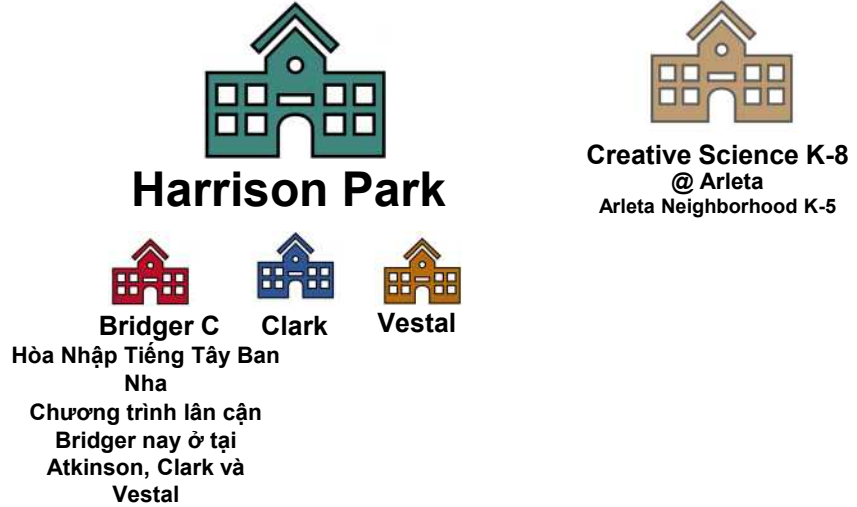 Harrison Park
Creative Science K-8
@ Arleta
Arleta Neighborhood K-5
Bridger C
Clark
Vestal
Hòa Nhập Tiếng Tây Ban
Nha
Chương trình lân cận
Bridger nay ở tại
Atkinson, Clark và
Vestal